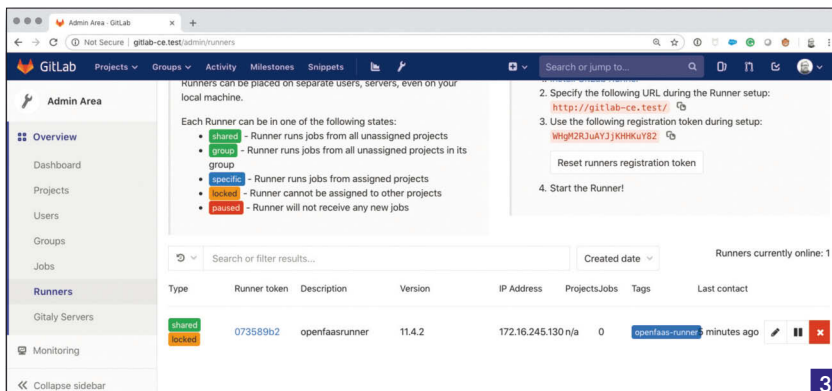 Admin Area · GitLab
Not Secure | gitlab-ce.test/admin/runners
GitLab Projects Groups Activity Milestones Snippets Search or jump to...
Admin Area
Overview
Dashboard
Projects
Users
Groups
Jobs
Runners
Gitaly Servers
Monitoring
Collapse sidebar
Runners can be placed on separate users, servers, even on your
local machine.
Each Runner can be in one of the following states:
• shared - Runner runs jobs from all unassigned projects
• group - Runner runs jobs from all unassigned projects in its
group
• specific - Runner runs jobs from assigned projects
• locked - Runner cannot be assigned to other projects
• paused - Runner will not receive any new jobs
2. Specify the following URL during the Runner setup:
http://gitlab-ce.test/
3. Use the following registration token during setup:
WHgM2RJuAYJjKHHKuY82
Reset runners registration token
4. Start the Runner!
Search or filter results...
Created date
Runners currently online: 1
Type Runner token Description Version IP Address Projects Jobs Tags Last contact
shared
locked
073589b2 openfaasrunner 11.4.2 172.16.245.130 n/a 0 openfaas-runner minutes ago
3